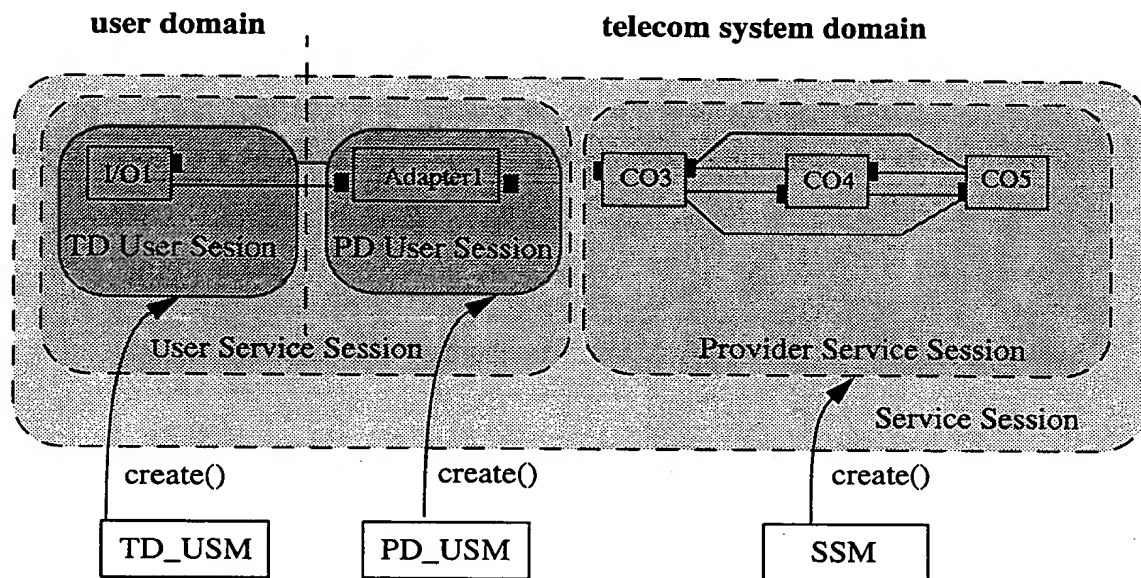 user domain
telecom system domain
I/O1
Adapter1
CO3
CO4
CO5
TD User Sesion
PD User Session
User Service Session
Provider Service Session
Service Session
create()
create()
create()
TD_USM
PD_USM
SSM